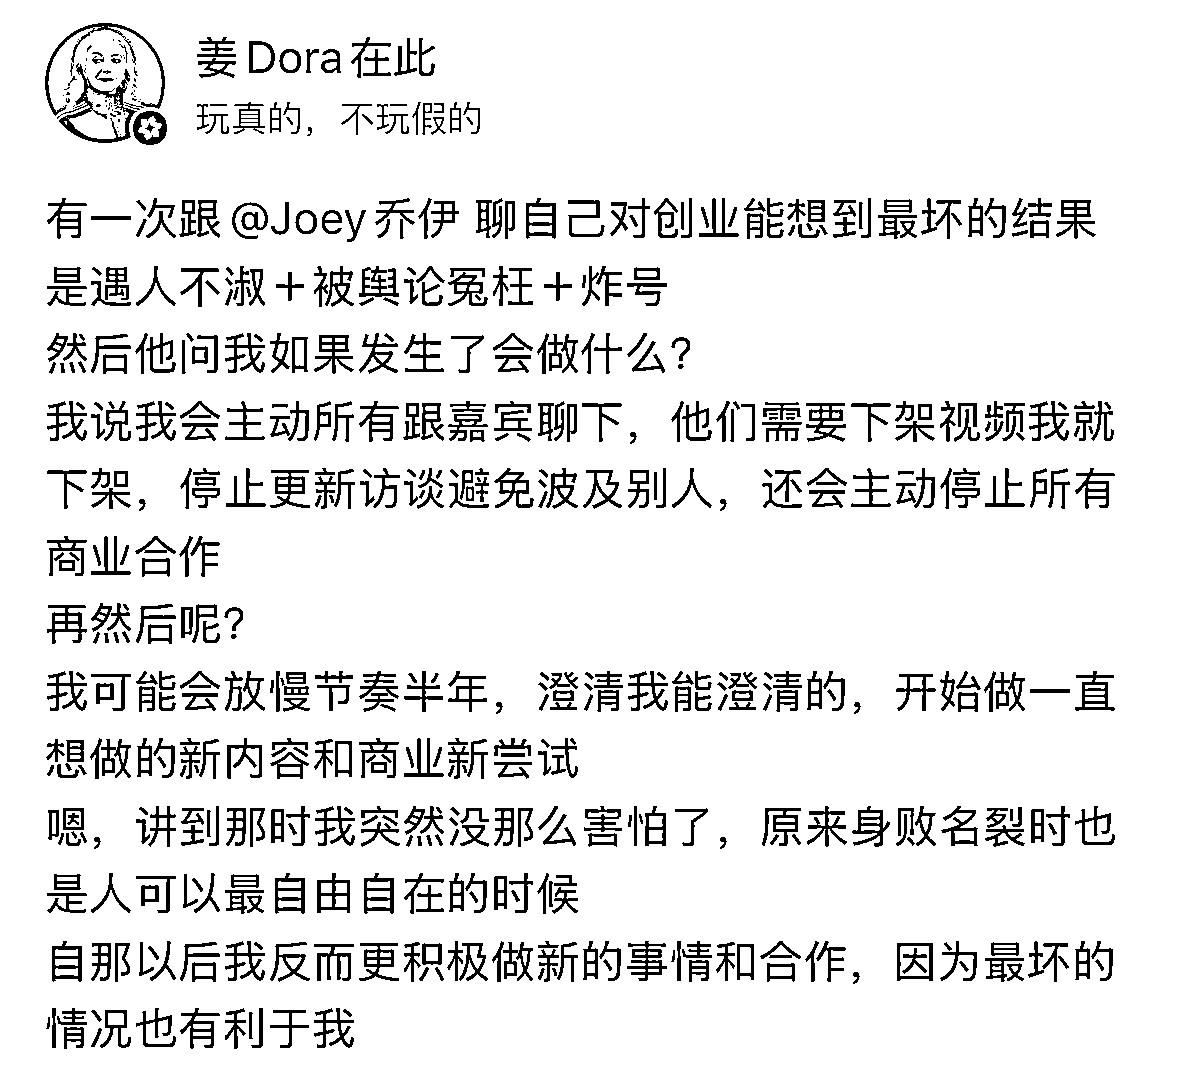 姜Dora在此
玩真的，不玩假的
有一次跟@Joey乔伊 聊自己对创业能想到最坏的结果
是遇人不淑＋被舆论冤枉＋炸号
然后他问我如果发生了会做什么？
我说我会主动所有跟嘉宾聊下，他们需要下架视频我就
下架，停止更新访谈避免波及别人，还会主动停止所有
商业合作
再然后呢？
我可能会放慢节奏半年，澄清我能澄清的，开始做一直
想做的新内容和商业新尝试
嗯，讲到那时我突然没那么害怕了，原来身败名裂时也
是人可以最自由自在的时候
自那以后我反而更积极做新的事情和合作，因为最坏的
情况也有利于我